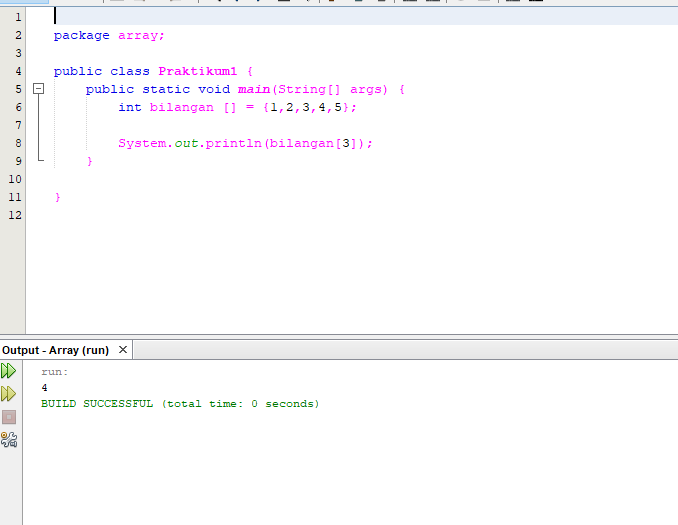 1
2 package array;
3
4 public class Praktikum1 {
5 public static void main(String[] args) {
6 int bilangan [] = {1,2,3,4,5};
7
8 System.out.println(bilangan[3]);
9 }
10
11 }
12
Output - Array (run) ×
run:
4
BUILD SUCCESSFUL (total time: 0 seconds)